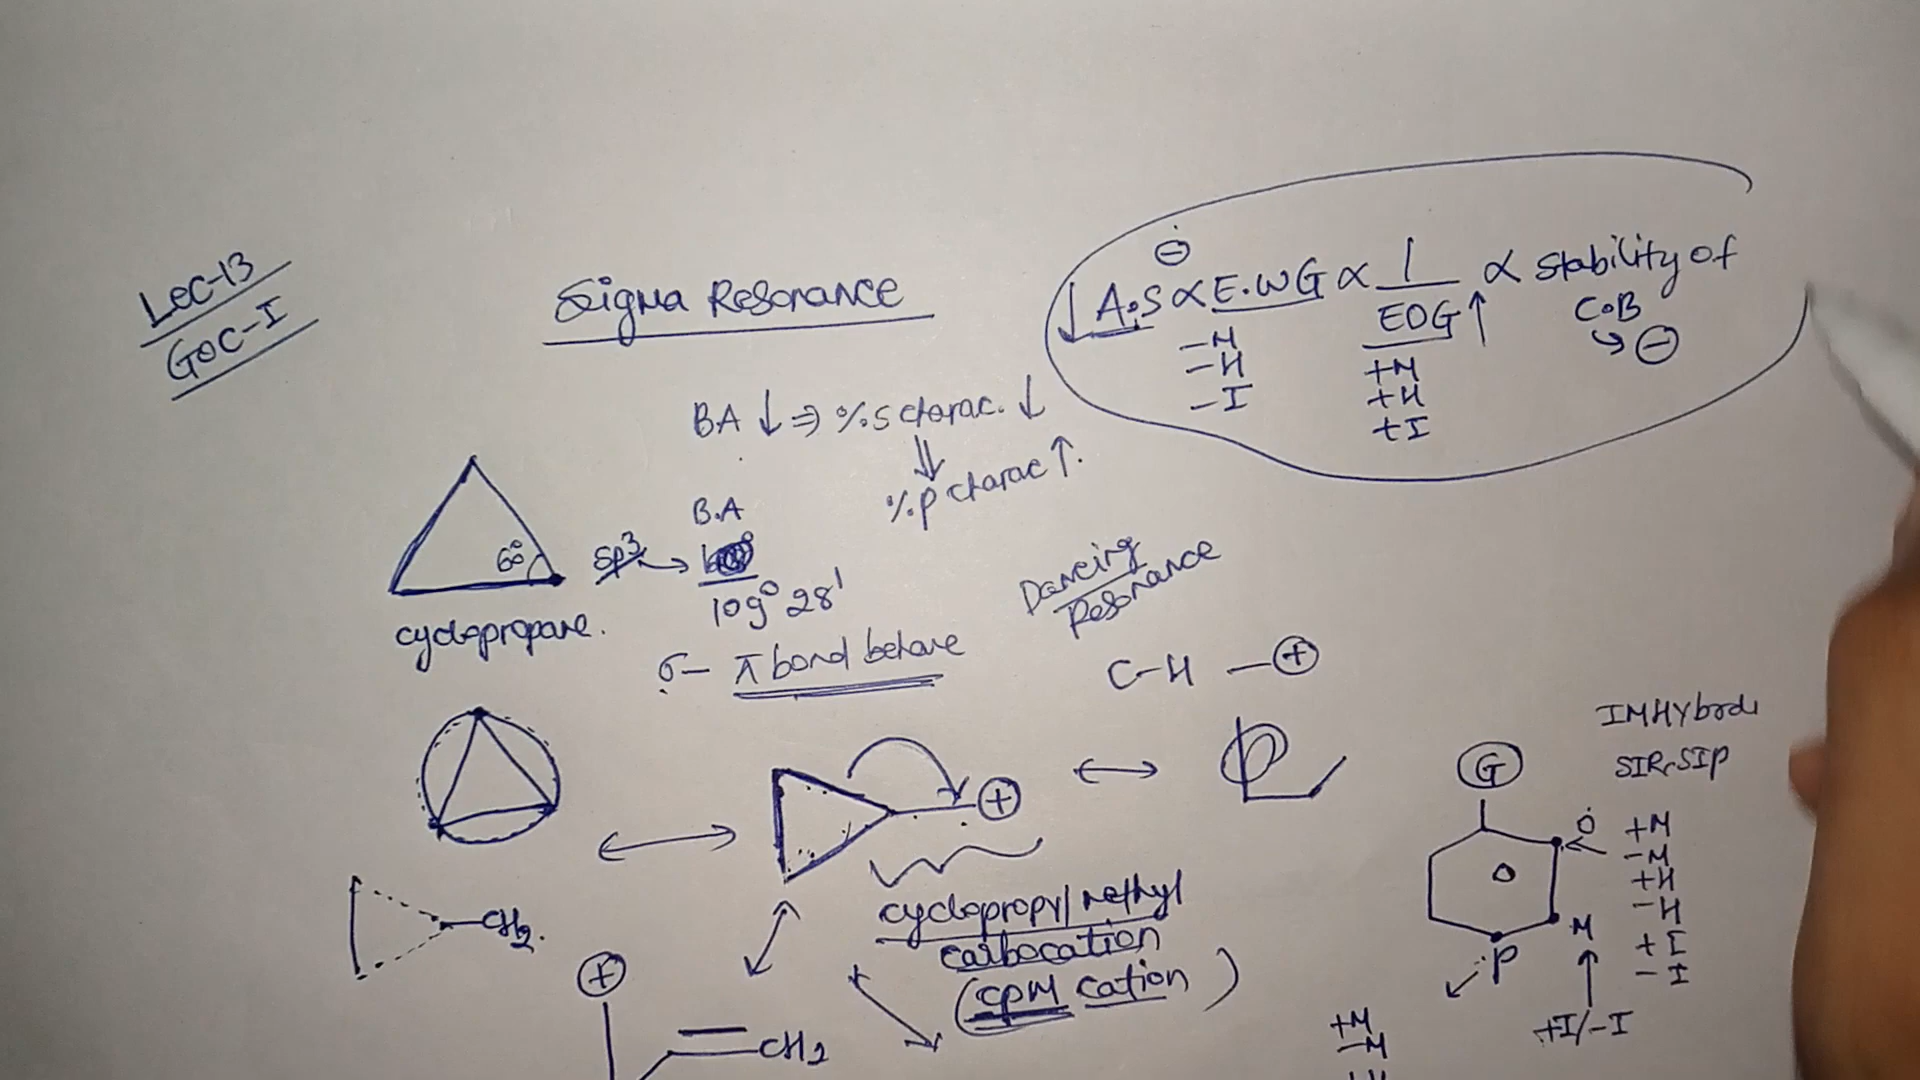 Lec-13
GOC-I
Sigma Resonance
⊖
↓ A.S ∝ E.WG ∝ 1/EDG↑ ∝ stability of
C.B
↪ ⊖
-M
-H
-I
+M
+H
+I
BA ↓ ⇒ %s charac. ↓
⇓
%p charac ↑.
60°
sp3 → B.A
109° 28'
cyclopropane.
σ- π bond behave
Dancing
Resonance
C-H - ⊕
⊕
cyclopropyl methyl
carbocation
(CPM cation)
CH2.
⊕
CH2
IMHYbrde
SIR, SIP
G
O
O
M
P
+M
-M
+H
-H
+I
-I
+I/-I
+M
-M